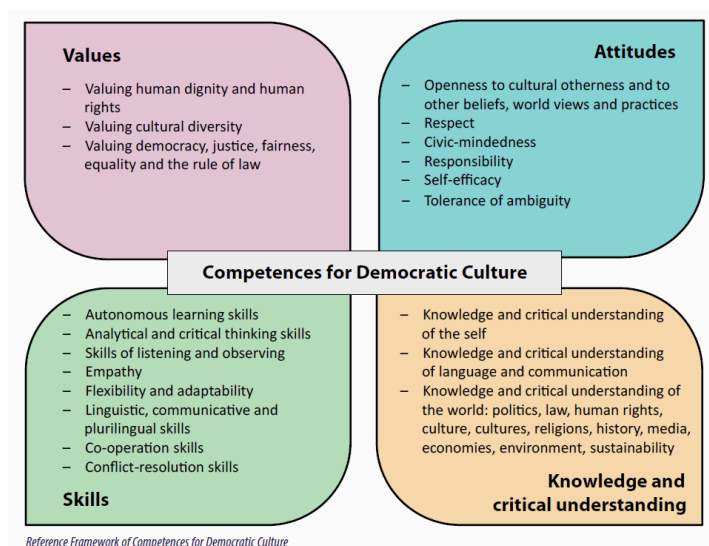 Values
– Valuing human dignity and human
rights
– Valuing cultural diversity
– Valuing democracy, justice, fairness,
equality and the rule of law
Attitudes
– Openness to cultural otherness and to
other beliefs, world views and practices
– Respect
– Civic-mindedness
– Responsibility
– Self-efficacy
– Tolerance of ambiguity
Competences for Democratic Culture
– Autonomous learning skills
– Analytical and critical thinking skills
– Skills of listening and observing
– Empathy
– Flexibility and adaptability
– Linguistic, communicative and
plurilingual skills
– Co-operation skills
– Conflict-resolution skills
Skills
– Knowledge and critical understanding
of the self
– Knowledge and critical understanding
of language and communication
– Knowledge and critical understanding of
the world: politics, law, human rights,
culture, cultures, religions, history, media,
economies, environment, sustainability
Knowledge and
critical understanding
Reference Framework of Competences for Democratic Culture